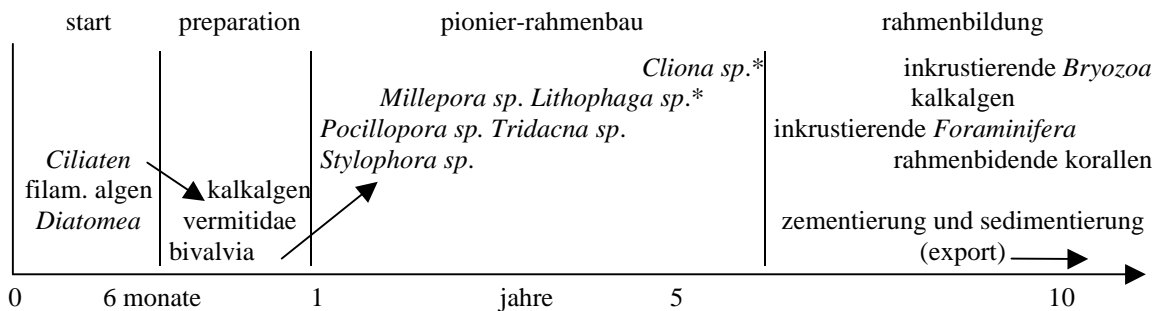 start preparation pionier-rahmenbau rahmenbildung
Cliona sp.* inkrustierende Bryozoa
Millepora sp. Lithophaga sp.* kalkalgen
Pocillopora sp. Tridacna sp. inkrustierende Foraminifera
Ciliaten Stylophora sp. rahmenbidende korallen
filam. algen kalkalgen
Diatomea vermitidae zementierung und sedimentierung
bivalvia (export)
0 6 monate 1 jahre 5 10